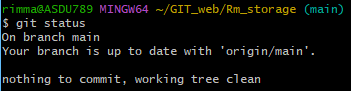 rimma@ASDU789 MINGW64 ~/GIT_web/Rm_storage (main)
$ git status
On branch main
Your branch is up to date with 'origin/main'.
nothing to commit, working tree clean